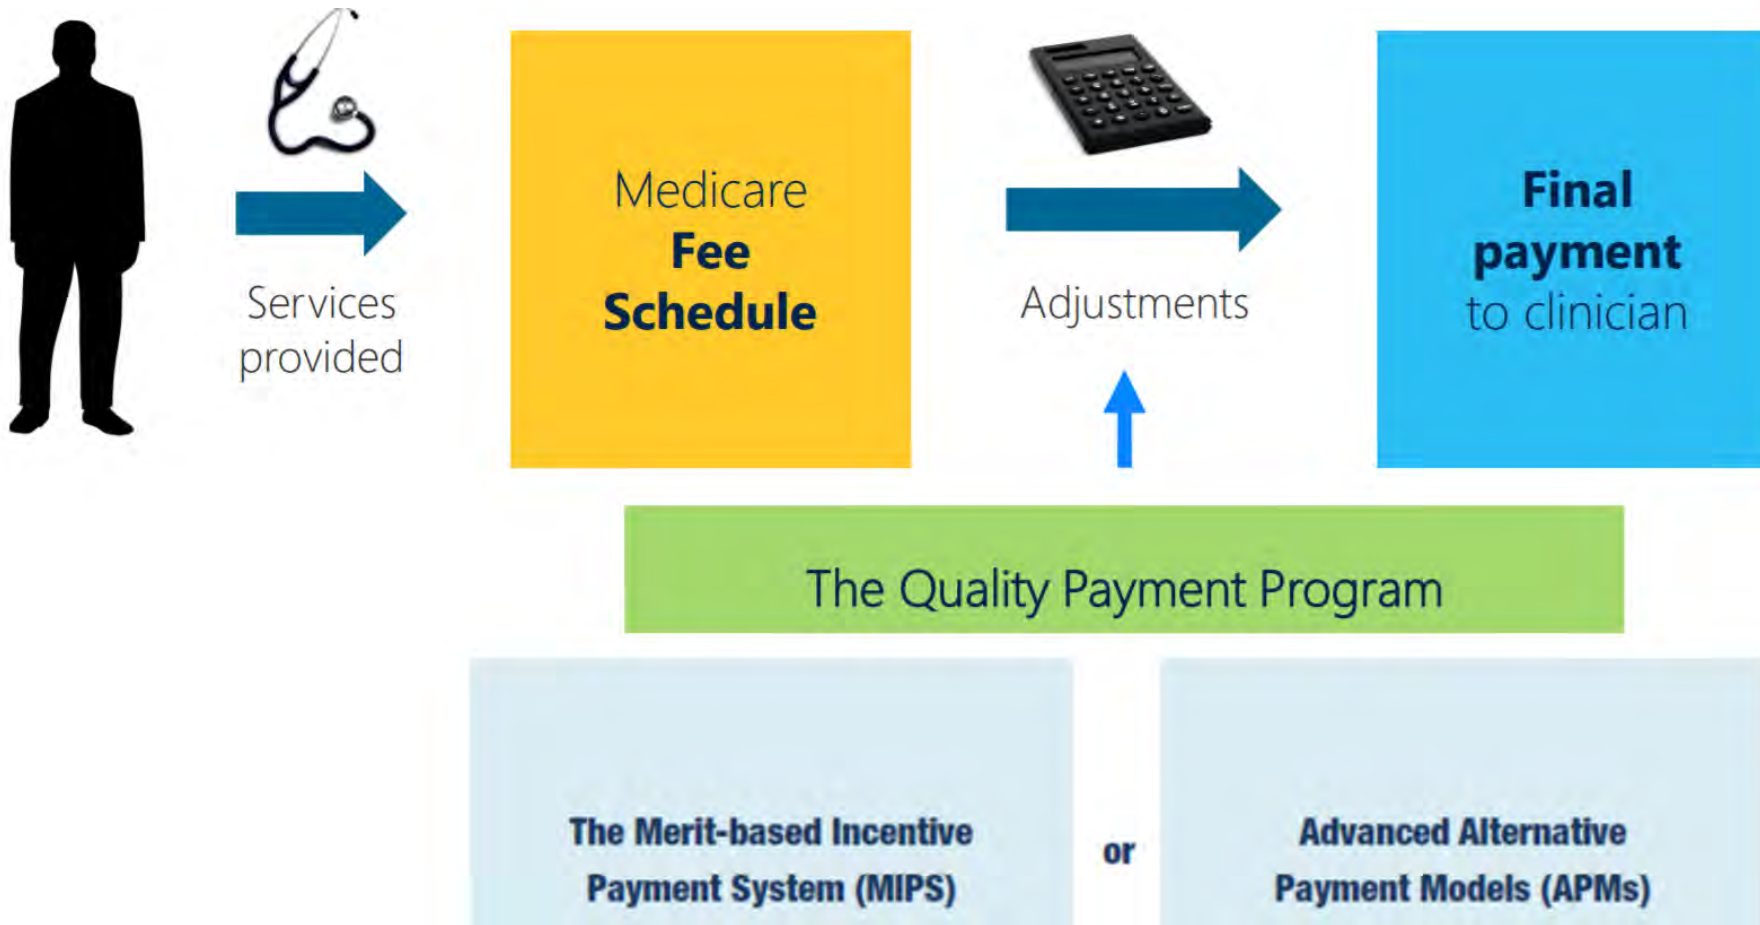 Services
provided
Medicare
Fee
Schedule
Adjustments
Final
payment
to clinician
The Quality Payment Program
The Merit-based Incentive
Payment System (MIPS)
or
Advanced Alternative
Payment Models (APMs)